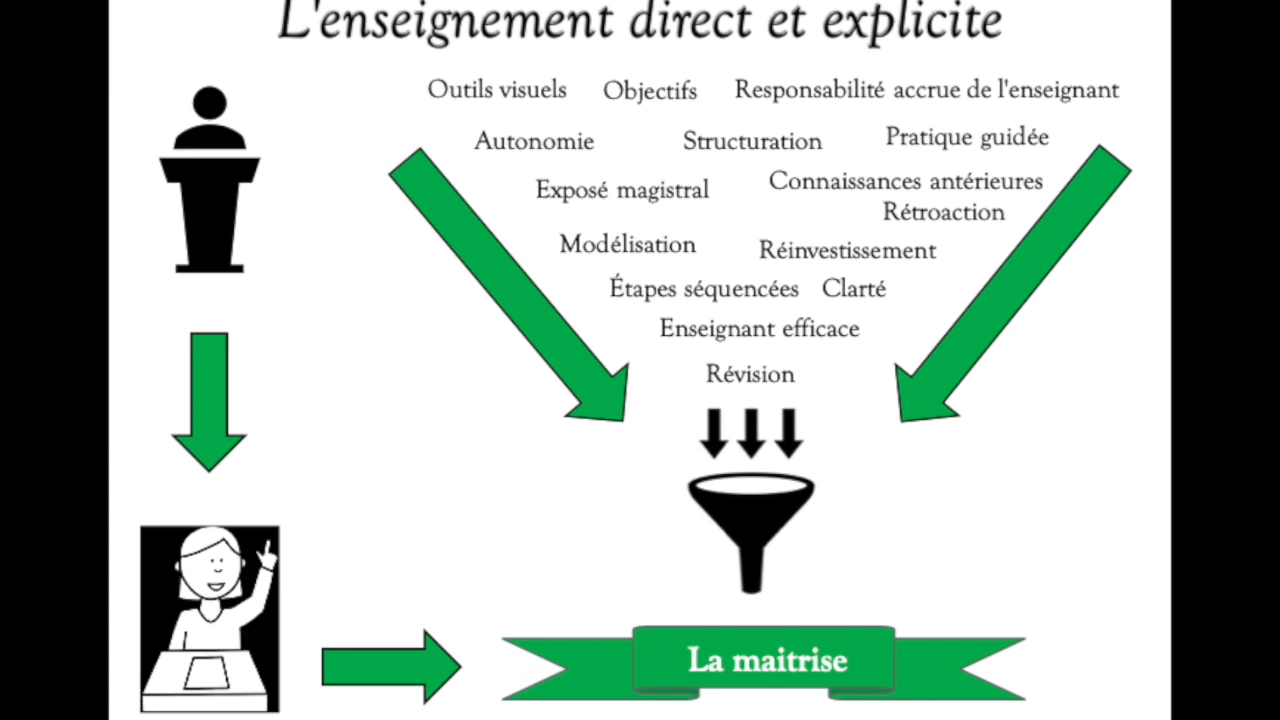 L'enseignement direct et explicite
Outils visuels Objectifs Responsabilité accrue de l'enseignant
Autonomie Structuration Pratique guidée
Exposé magistral Connaissances antérieures
Rétroaction
Modélisation Réinvestissement
Étapes séquencées Clarté
Enseignant efficace
Révision
La maitrise